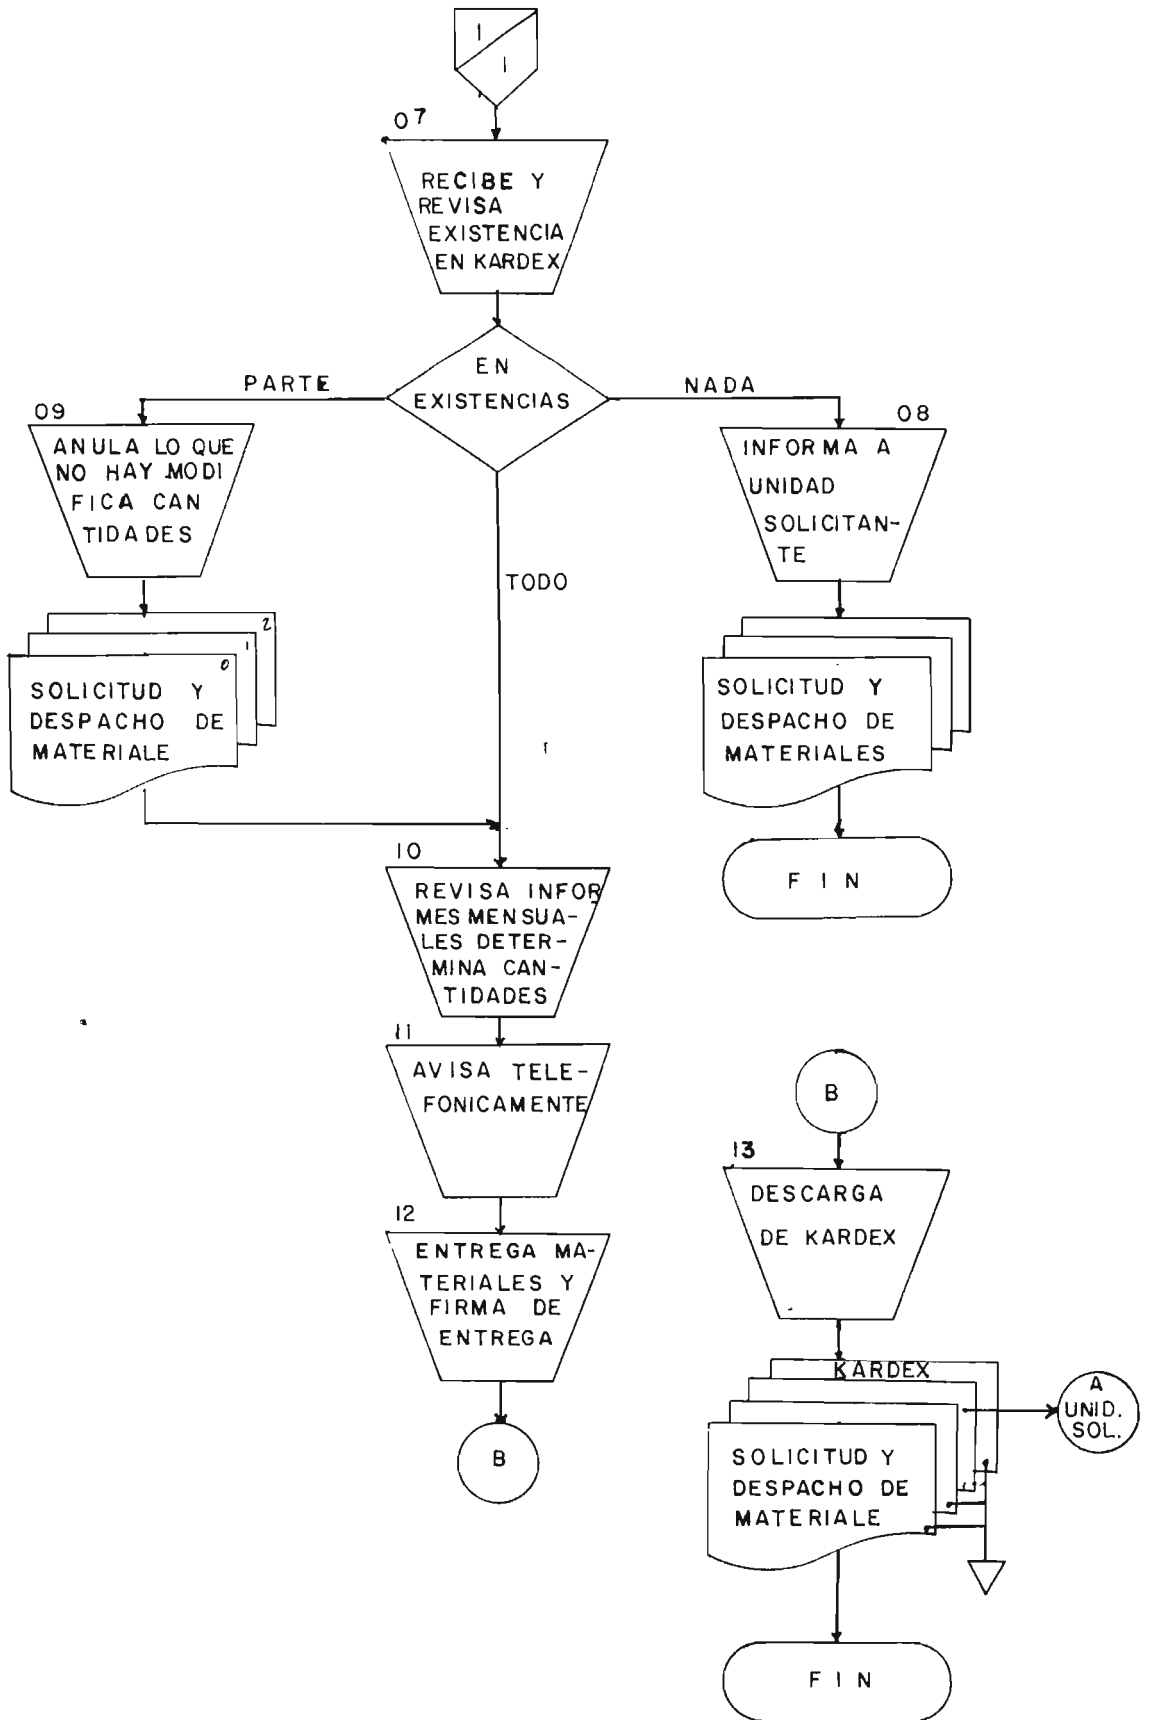 1
1
07
RECIBE Y
REVISA
EXISTENCIA
EN KARDEX
EN
EXISTENCIAS
PARTE
NADA
TODO
09
ANULA LO QUE
NO HAY MODI
FICA CAN
TIDADES
2
1
0
SOLICITUD Y
DESPACHO DE
MATERIALE
08
INFORMA A
UNIDAD
SOLICITAN-
TE
SOLICITUD Y
DESPACHO DE
MATERIALES
FIN
10
REVISA INFOR
MES MENSUA-
LES DETER-
MINA CAN-
TIDADES
11
AVISA TELE-
FONICAMENTE
12
ENTREGA MA-
TERIALES Y
FIRMA DE
ENTREGA
B
B
13
DESCARGA
DE KARDEX
KARDEX
SOLICITUD Y
DESPACHO DE
MATERIALE
A
UNID.
SOL.
FIN